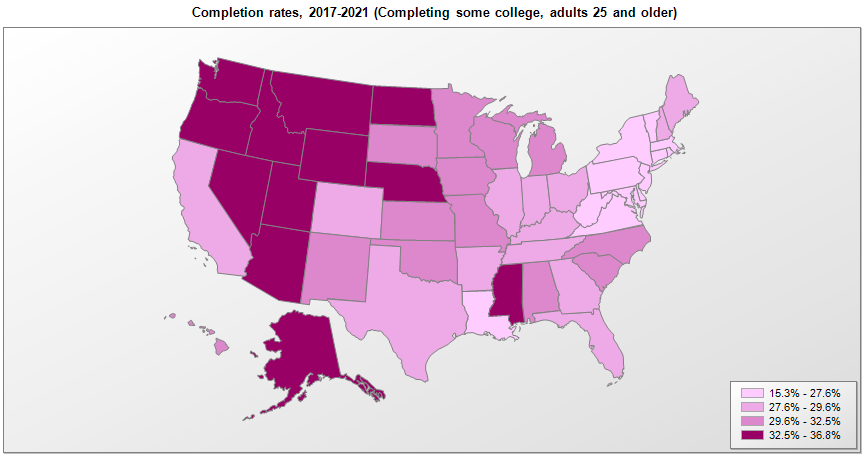 Completion rates, 2017-2021 (Completing some college, adults 25 and older)
15.3% - 27.6%
27.6% - 29.6%
29.6% - 32.5%
32.5% - 36.8%